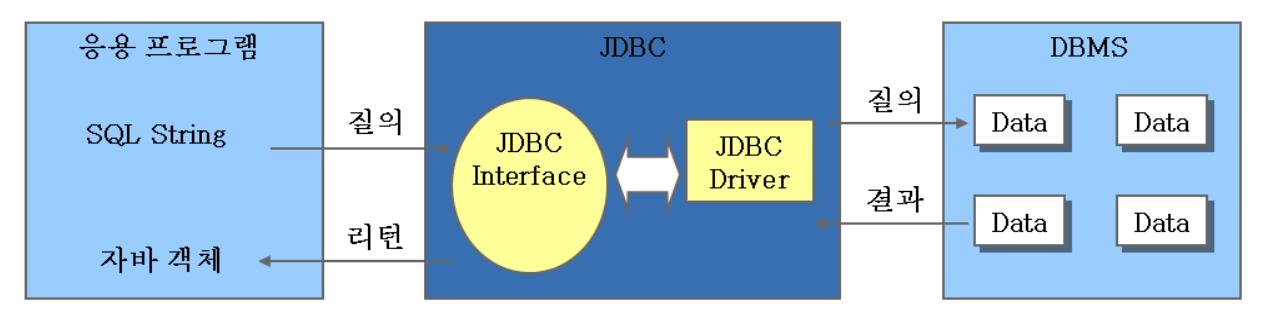 응용 프로그램
SQL String
자바 객체
질의
리턴
JDBC
JDBC
Interface
JDBC
Driver
질의
결과
DBMS
Data
Data
Data
Data